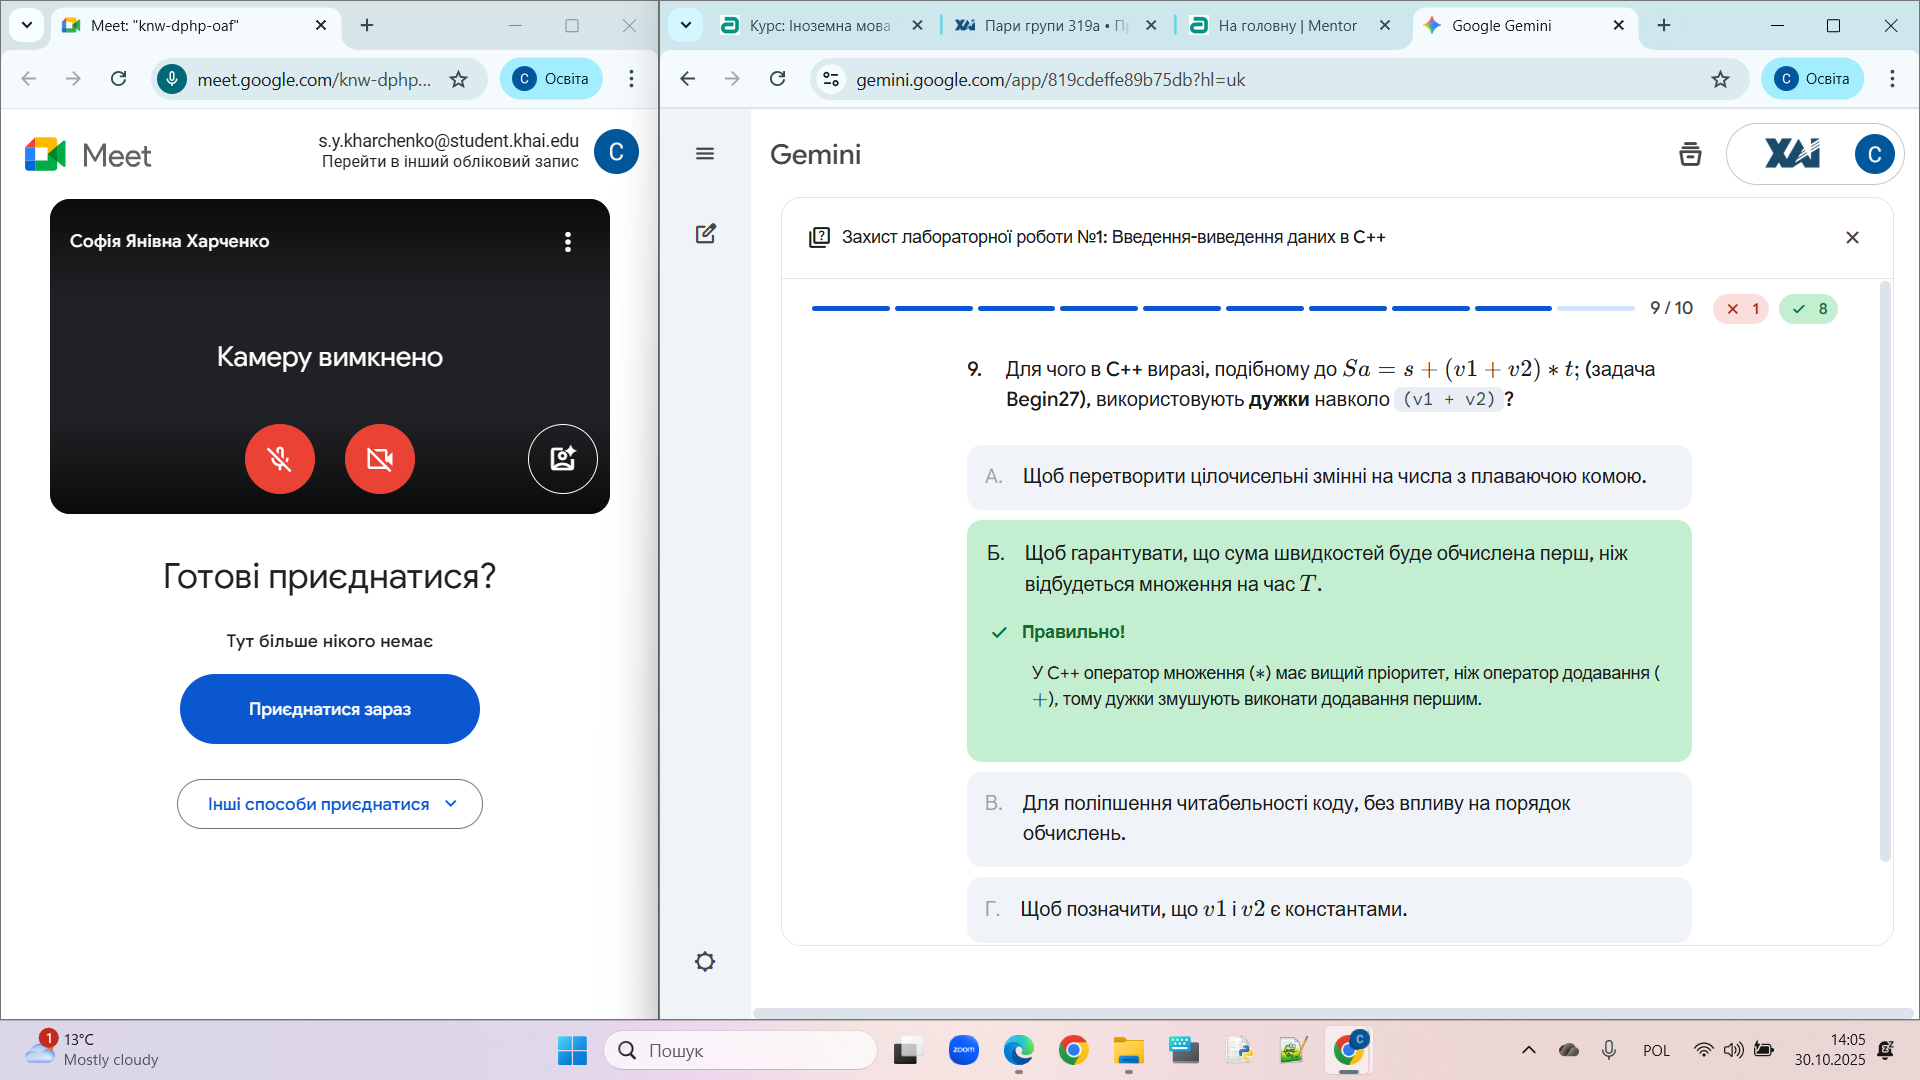 Meet: "knw-dphp-oaf"
meet.google.com/knw-dphp...
Освіта
Meet
s.y.kharchenko@student.khai.edu
Перейти в інший обліковий запис
С
Софія Янівна Харченко
Камеру вимкнено
Готові приєднатися?
Тут більше нікого немає
Приєднатися зараз
Інші способи приєднатися
Курс: Іноземна мова
Пари групи 319а • Пр
На головну | Mentor
Google Gemini
gemini.google.com/app/819cdeffe89b75db?hl=uk
С Освіта
Gemini
ХАІ
С
Захист лабораторної роботи №1: Введення-виведення даних в C++
9 / 10
1
8
9. Для чого в C++ виразі, подібному до Sa = s + (v1 + v2) * t; (задача
Begin27), використовують дужки навколо (v1 + v2) ?
А. Щоб перетворити цілочисельні змінні на числа з плаваючою комою.
Б. Щоб гарантувати, що сума швидкостей буде обчислена перш, ніж
відбудеться множення на час T.
Правильно!
У C++ оператор множення (*) має вищий пріоритет, ніж оператор додавання (
+), тому дужки змушують виконати додавання першим.
В. Для поліпшення читабельності коду, без впливу на порядок
обчислень.
Г. Щоб позначити, що v1 і v2 є константами.
1
13°C
Mostly cloudy
Пошук
zoom
POL
14:05
30.10.2025